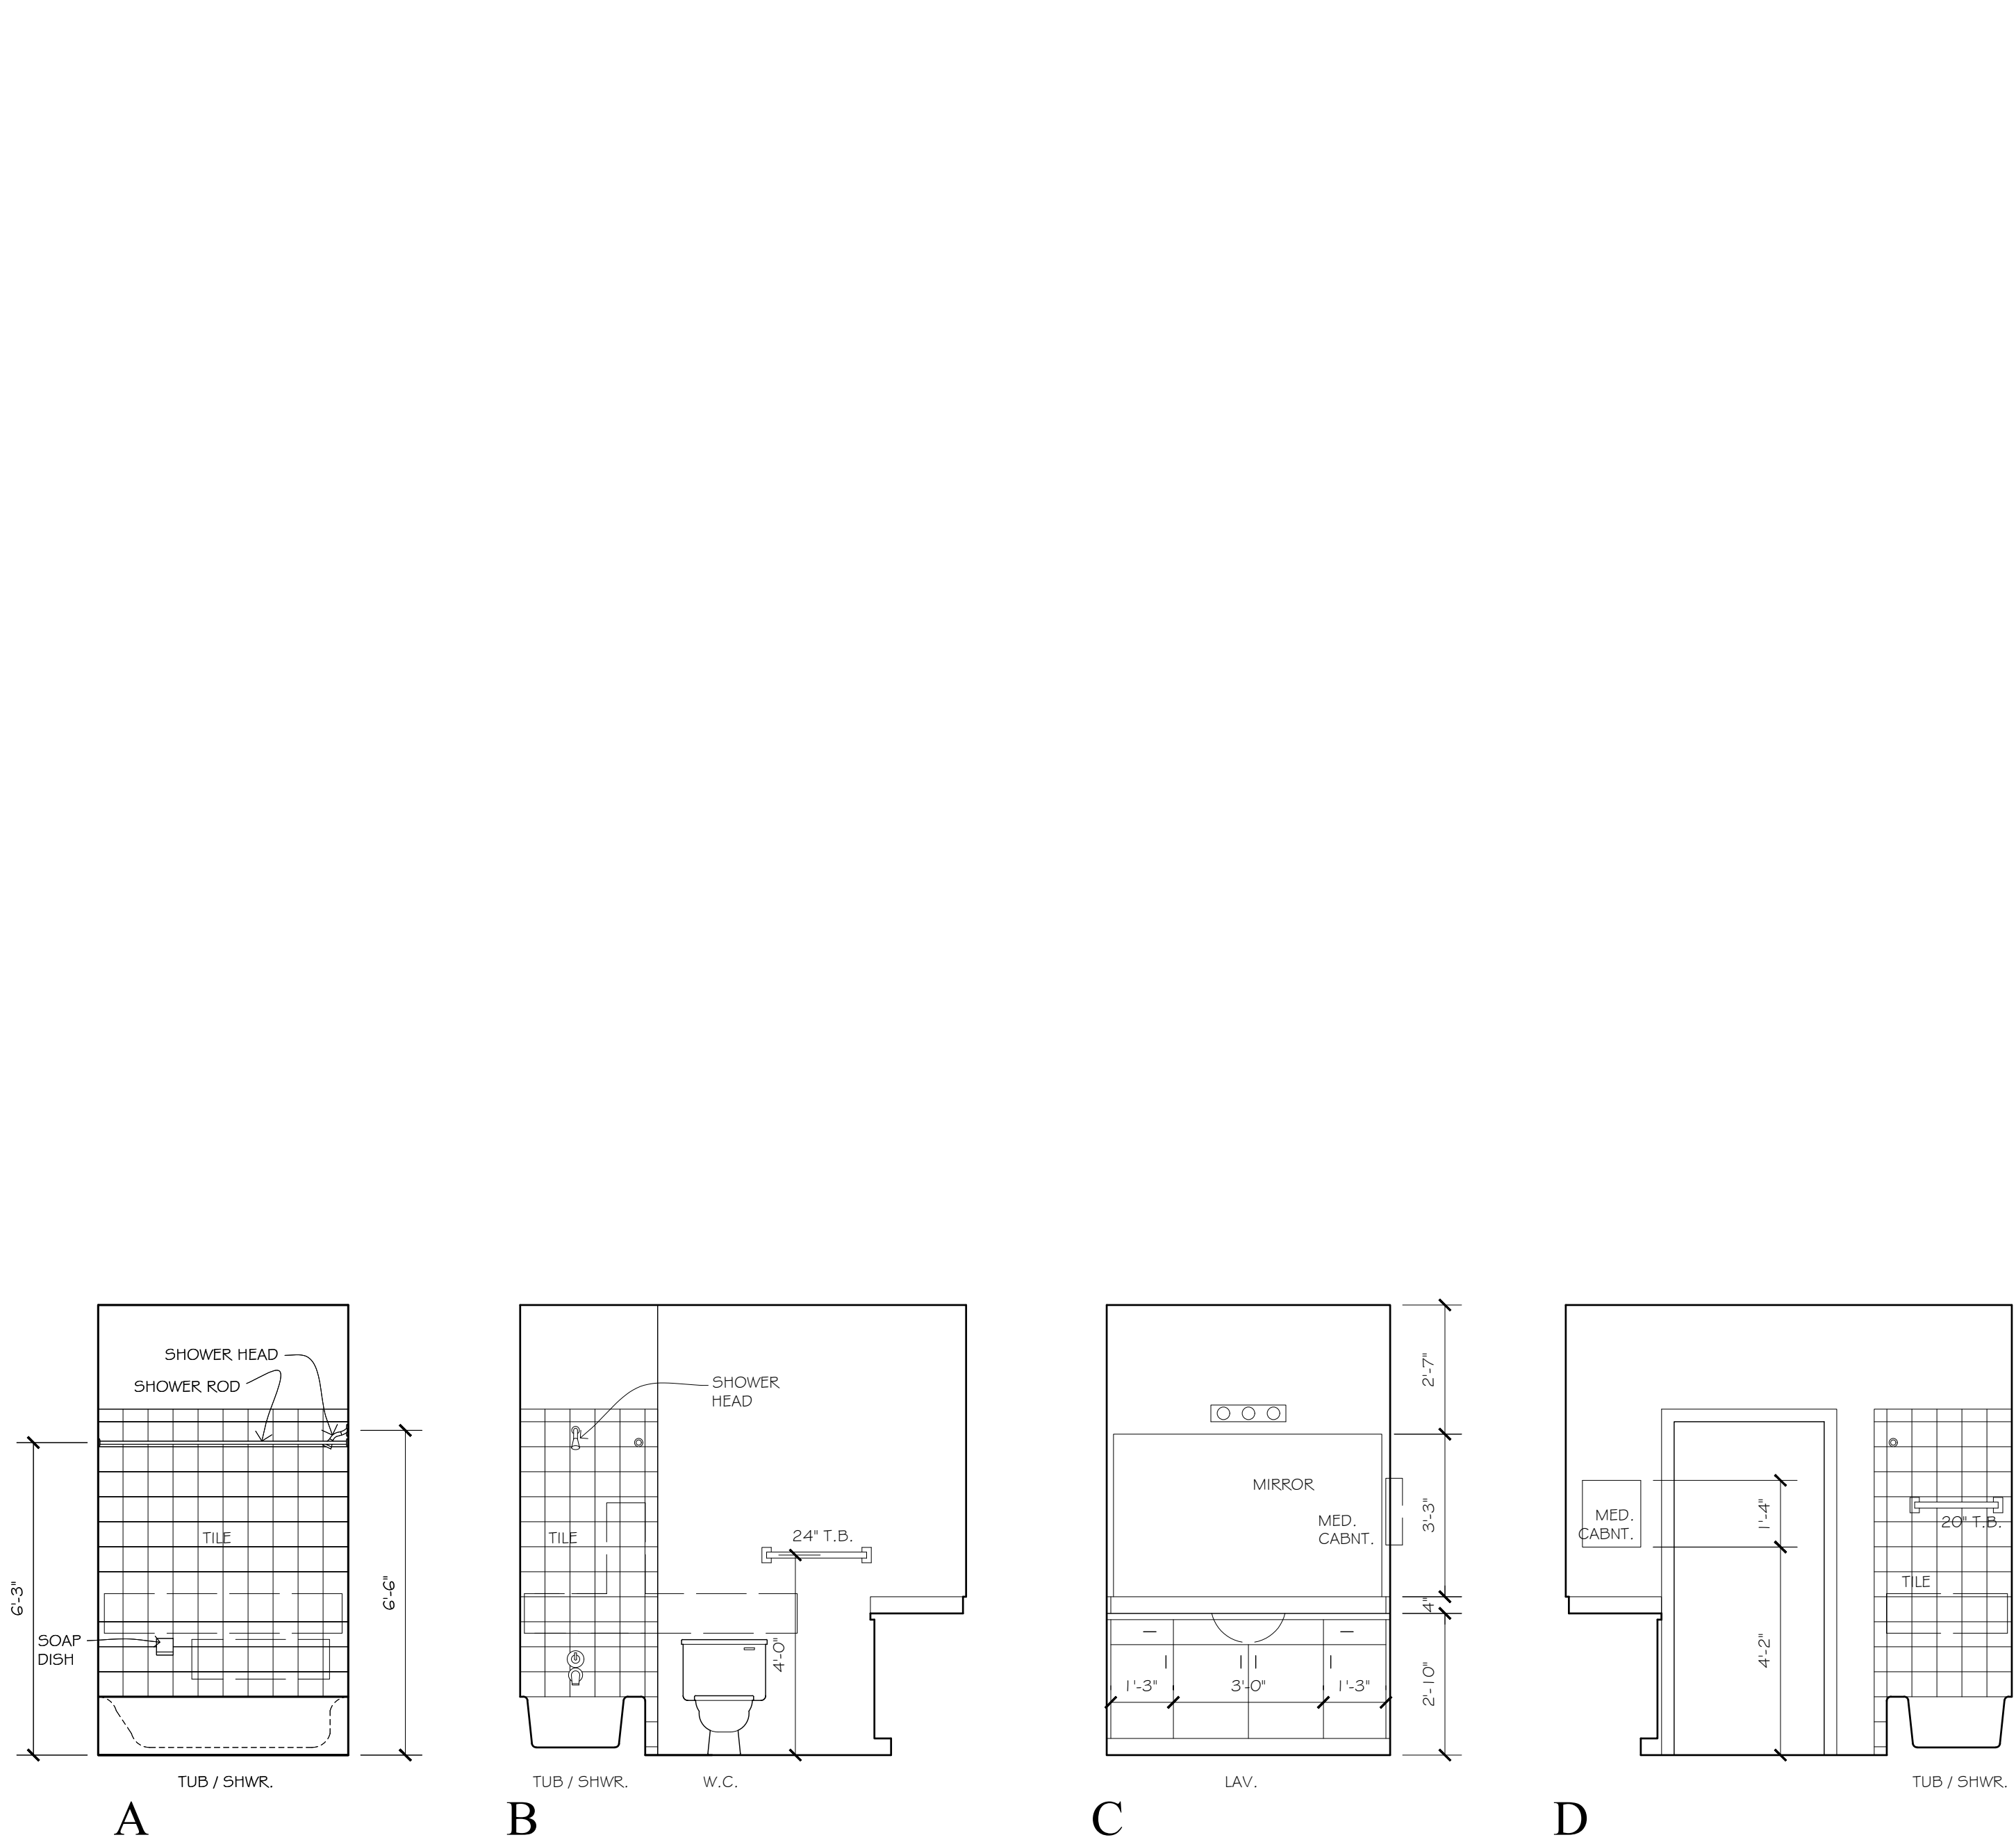 SHOWER HEAD
SHOWER ROD
6'-3"
6'-6"
TILE
SOAP
DISH
TUB / SHWR.
A
SHOWER
HEAD
TILE
24" T.B.
4'-0"
TUB / SHWR.
W.C.
B
2'-7"
MIRROR
MED.
CABNT.
3'-3"
4"
1'-3"
3'-0"
1'-3"
2'-10"
LAV.
C
MED.
CABNT.
1'-4"
20" T.B.
TILE
4'-2"
TUB / SHWR.
D